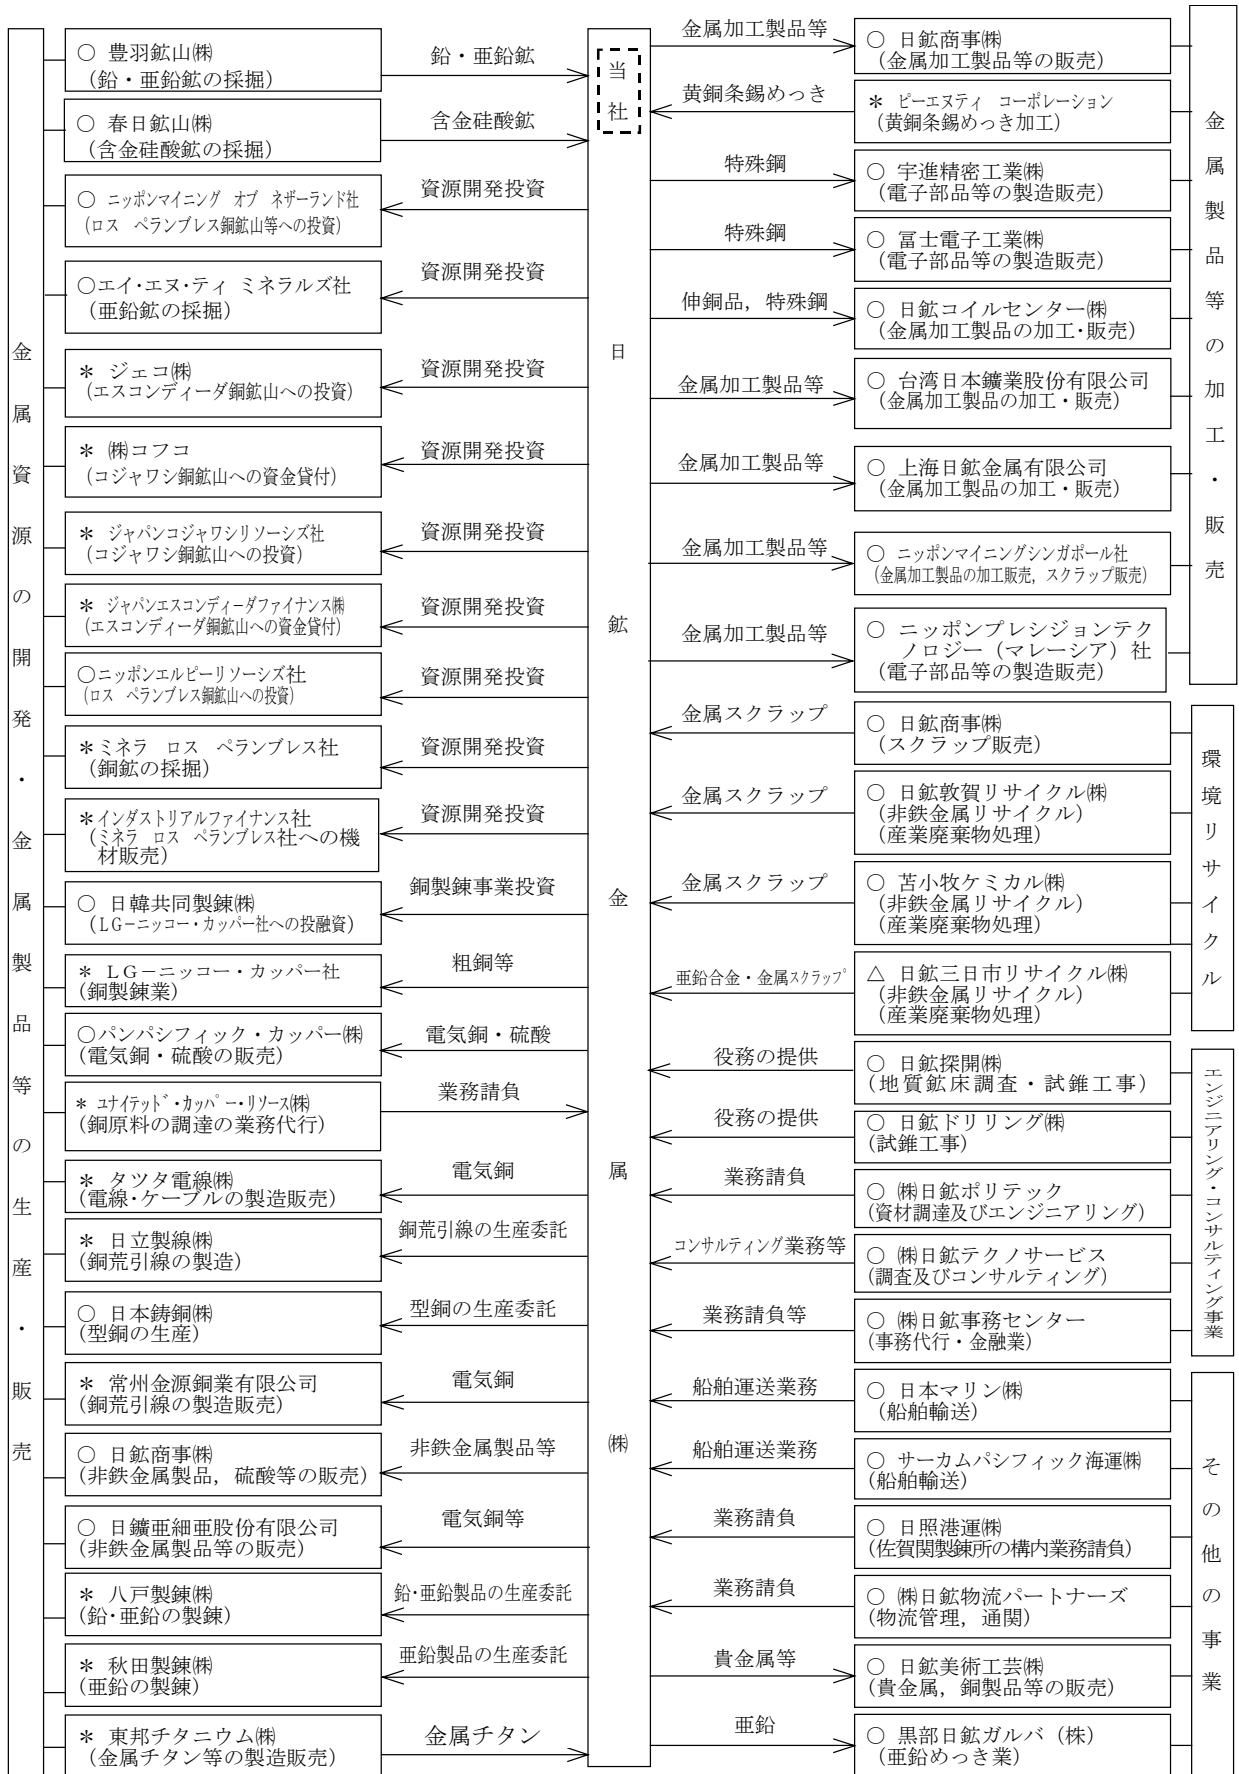 金属資源の開発・金属製品等の生産・販売
○ 豊羽鉱山㈱
(鉛・亜鉛鉱の採掘)
鉛・亜鉛鉱
○ 春日鉱山㈱
(含金硅酸鉱の採掘)
含金硅酸鉱
○ ニッポンマイニング オブ ネザーランド社
(ロス ペランブレス銅鉱山等への投資)
資源開発投資
○エイ・エヌ・ティ ミネラルズ社
(亜鉛鉱の採掘)
資源開発投資
＊ ジェコ㈱
(エスコンディーダ銅鉱山への投資)
資源開発投資
＊ ㈱コフコ
(コジャワシ銅鉱山への資金貸付)
資源開発投資
＊ ジャパンコジャワシリソーシズ社
(コジャワシ銅鉱山への投資)
資源開発投資
＊ ジャパンエスコンディーダファイナンス㈱
(エスコンディーダ銅鉱山への資金貸付)
資源開発投資
○ニッポンエルピーリソーシズ社
(ロス ペランブレス銅鉱山への投資)
資源開発投資
＊ミネラ ロス ペランブレス社
(銅鉱の採掘)
資源開発投資
＊インダストリアルファイナンス社
(ミネラ ロス ペランブレス社への機
材販売)
資源開発投資
○ 日韓共同製錬㈱
(LG－ニッコー・カッパー社への投融資)
銅製錬事業投資
＊ LG－ニッコー・カッパー社
(銅製錬業)
粗銅等
○パンパシフィック・カッパー㈱
(電気銅・硫酸の販売)
電気銅・硫酸
＊ ユナイテッド・カッパー・リソース㈱
(銅原料の調達の業務代行)
業務請負
＊ タツタ電線㈱
(電線・ケーブルの製造販売)
電気銅
＊ 日立製線㈱
(銅荒引線の製造)
銅荒引線の生産委託
○ 日本鋳銅㈱
(型銅の生産)
型銅の生産委託
＊ 常州金源銅業有限公司
(銅荒引線の製造販売)
電気銅
○ 日鉱商事㈱
(非鉄金属製品，硫酸等の販売)
非鉄金属製品等
○ 日鑛亜細亜股份有限公司
(非鉄金属製品等の販売)
電気銅等
＊ 八戸製錬㈱
(鉛・亜鉛の製錬)
鉛・亜鉛製品の生産委託
＊ 秋田製錬㈱
(亜鉛の製錬)
亜鉛製品の生産委託
＊ 東邦チタニウム㈱
(金属チタン等の製造販売)
金属チタン
当社
日鉱金属㈱
金属加工製品等
○ 日鉱商事㈱
(金属加工製品等の販売)
黄銅条錫めっき
＊ ピーエヌティ コーポレーション
(黄銅条錫めっき加工)
特殊鋼
○ 宇進精密工業㈱
(電子部品等の製造販売)
特殊鋼
○ 冨士電子工業㈱
(電子部品等の製造販売)
伸銅品，特殊鋼
○ 日鉱コイルセンター㈱
(金属加工製品の加工・販売)
金属加工製品等
○ 台湾日本鑛業股份有限公司
(金属加工製品の加工・販売)
金属加工製品等
○ 上海日鉱金属有限公司
(金属加工製品の加工・販売)
金属加工製品等
○ ニッポンマイニングシンガポール社
(金属加工製品の加工販売，スクラップ販売)
金属加工製品等
○ ニッポンプレシジョンテク
ノロジー（マレーシア）社
(電子部品等の製造販売)
金属製品等の加工・販売
金属スクラップ
○ 日鉱商事㈱
(スクラップ販売)
金属スクラップ
○ 日鉱敦賀リサイクル㈱
(非鉄金属リサイクル)
(産業廃棄物処理)
金属スクラップ
○ 苫小牧ケミカル㈱
(非鉄金属リサイクル)
(産業廃棄物処理)
亜鉛合金・金属スクラップ
△ 日鉱三日市リサイクル㈱
(非鉄金属リサイクル)
(産業廃棄物処理)
環境リサイクル
役務の提供
○ 日鉱探開㈱
(地質鉱床調査・試錐工事)
役務の提供
○ 日鉱ドリリング㈱
(試錐工事)
業務請負
○ ㈱日鉱ポリテック
(資材調達及びエンジニアリング)
コンサルティング業務等
○ ㈱日鉱テクノサービス
(調査及びコンサルティング)
業務請負等
○ ㈱日鉱事務センター
(事務代行・金融業)
エンジニアリング・コンサルティング事業
船舶運送業務
○ 日本マリン㈱
(船舶輸送)
船舶運送業務
○ サーカムパシフィック海運㈱
(船舶輸送)
業務請負
○ 日照港運㈱
(佐賀関製錬所の構内業務請負)
業務請負
○ ㈱日鉱物流パートナーズ
(物流管理，通関)
貴金属等
○ 日鉱美術工芸㈱
(貴金属，銅製品等の販売)
亜鉛
○ 黒部日鉱ガルバ（株）
(亜鉛めっき業)
その他の事業